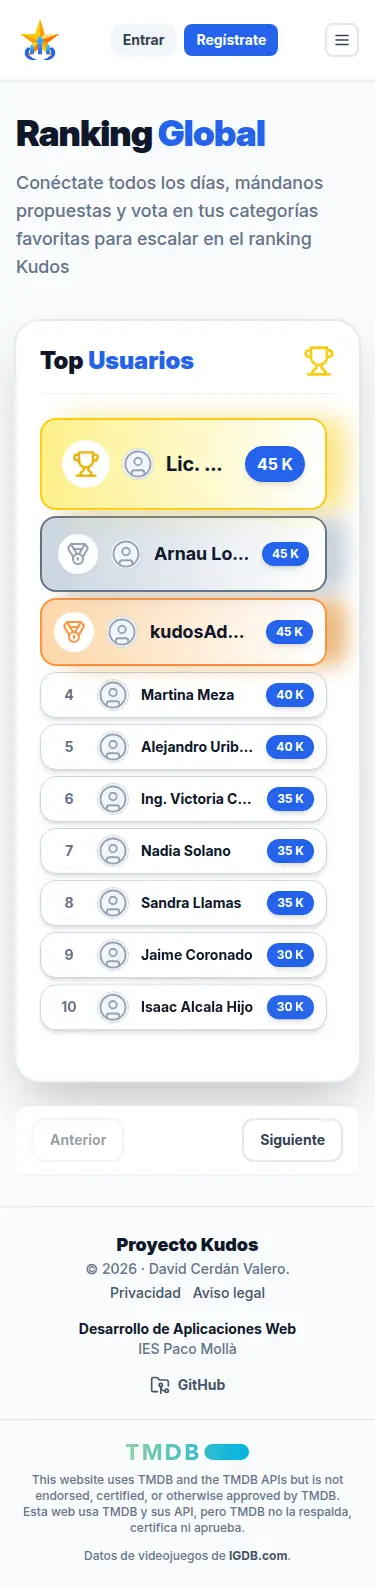 Entrar
Regístrate
Ranking Global
Conéctate todos los días, mándanos
propuestas y vota en tus categorías
favoritas para escalar en el ranking
Kudos
Top Usuarios
Lic. ... 45 K
Arnau Lo... 45 K
kudosAd... 45 K
4 Martina Meza 40 K
5 Alejandro Urib... 40 K
6 Ing. Victoria C... 35 K
7 Nadia Solano 35 K
8 Sandra Llamas 35 K
9 Jaime Coronado 30 K
10 Isaac Alcala Hijo 30 K
Anterior
Siguiente
Proyecto Kudos
© 2026 · David Cerdán Valero.
Privacidad Aviso legal
Desarrollo de Aplicaciones Web
IES Paco Mollà
GitHub
TMDB
This website uses TMDB and the TMDB APIs but is not
endorsed, certified, or otherwise approved by TMDB.
Esta web usa TMDB y sus API, pero TMDB no la respalda,
certifica ni aprueba.
Datos de videojuegos de IGDB.com.